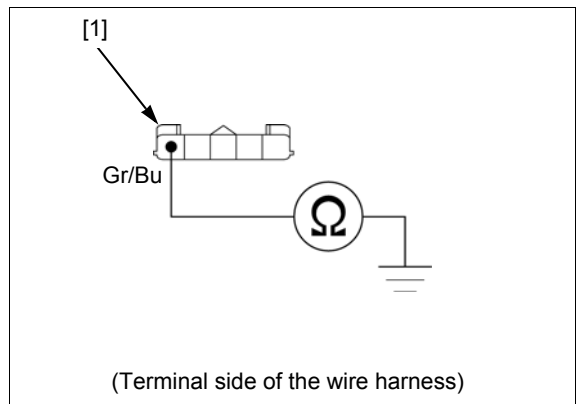 [1]
Gr/Bu
Ω
(Terminal side of the wire harness)